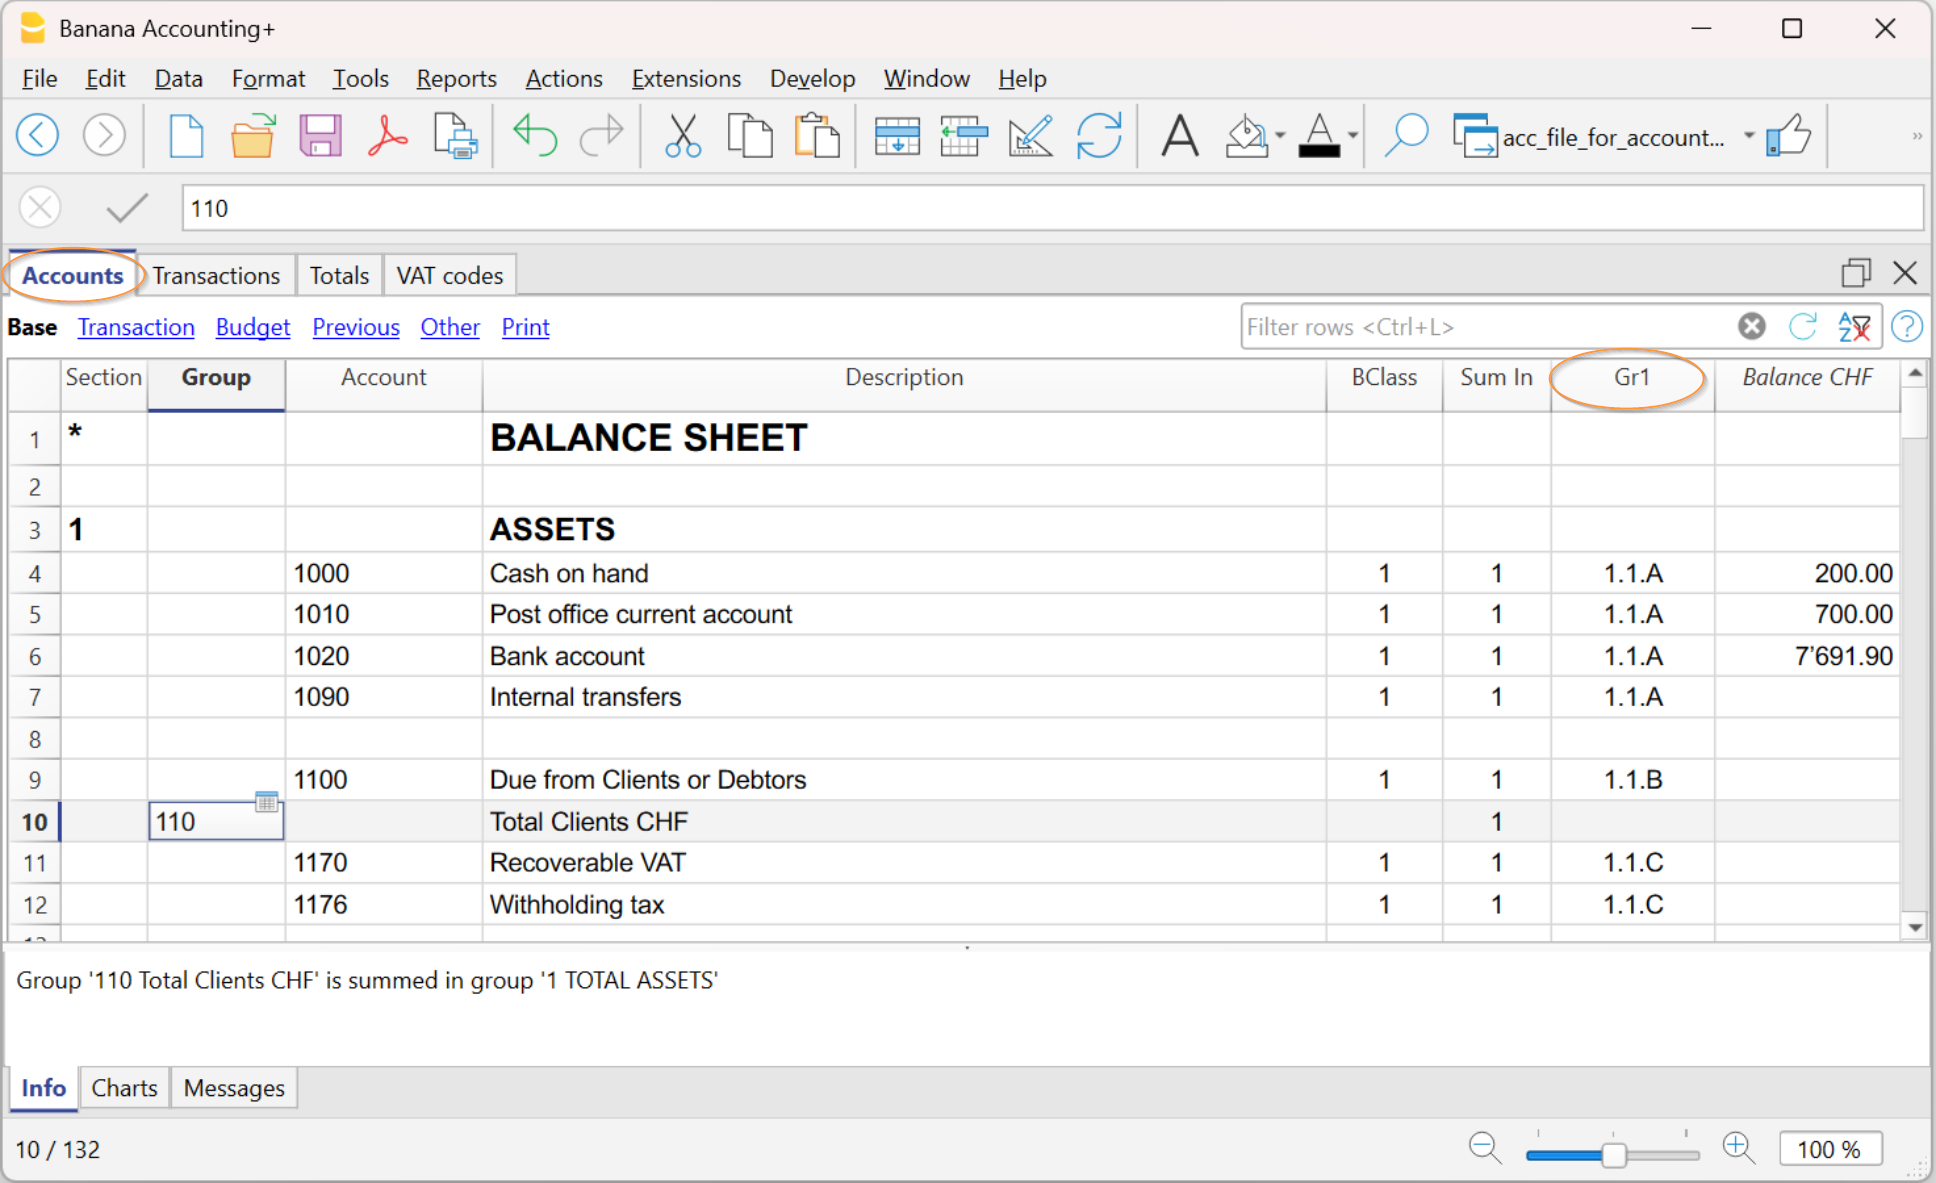 Banana Accounting+
File Edit Data Format Tools Reports Actions Extensions Develop Window Help
acc_file_for_account... »
110
Accounts Transactions Totals VAT codes
Base Transaction Budget Previous Other Print Filter rows <Ctrl+L>
Section Group Account Description BClass Sum In Gr1 Balance CHF
1 * BALANCE SHEET
2
3 1 ASSETS
4 1000 Cash on hand 1 1 1.1.A 200.00
5 1010 Post office current account 1 1 1.1.A 700.00
6 1020 Bank account 1 1 1.1.A 7’691.90
7 1090 Internal transfers 1 1 1.1.A
8
9 1100 Due from Clients or Debtors 1 1 1.1.B
10 110 Total Clients CHF 1
11 1170 Recoverable VAT 1 1 1.1.C
12 1176 Withholding tax 1 1 1.1.C
Group '110 Total Clients CHF' is summed in group '1 TOTAL ASSETS'
Info Charts Messages
10 / 132 100 %